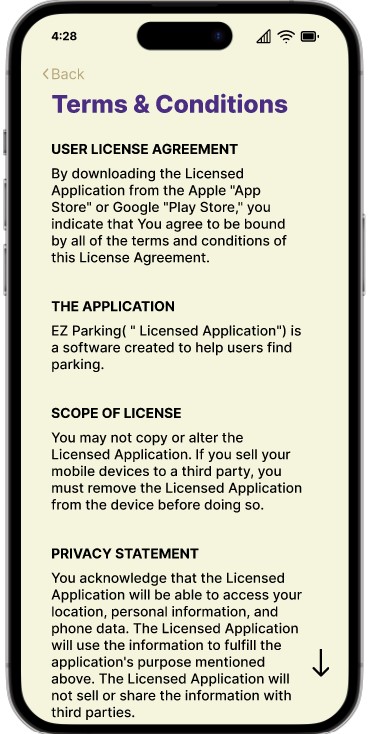 4:28
Back
Terms & Conditions
USER LICENSE AGREEMENT
By downloading the Licensed
Application from the Apple "App
Store" or Google "Play Store," you
indicate that You agree to be bound
by all of the terms and conditions of
this License Agreement.
THE APPLICATION
EZ Parking( " Licensed Application") is
a software created to help users find
parking.
SCOPE OF LICENSE
You may not copy or alter the
Licensed Application. If you sell your
mobile devices to a third party, you
must remove the Licensed Application
from the device before doing so.
PRIVACY STATEMENT
You acknowledge that the Licensed
Application will be able to access your
location, personal information, and
phone data. The Licensed Application
will use the information to fulfill the
application's purpose mentioned
above. The Licensed Application will
not sell or share the information with
third parties.